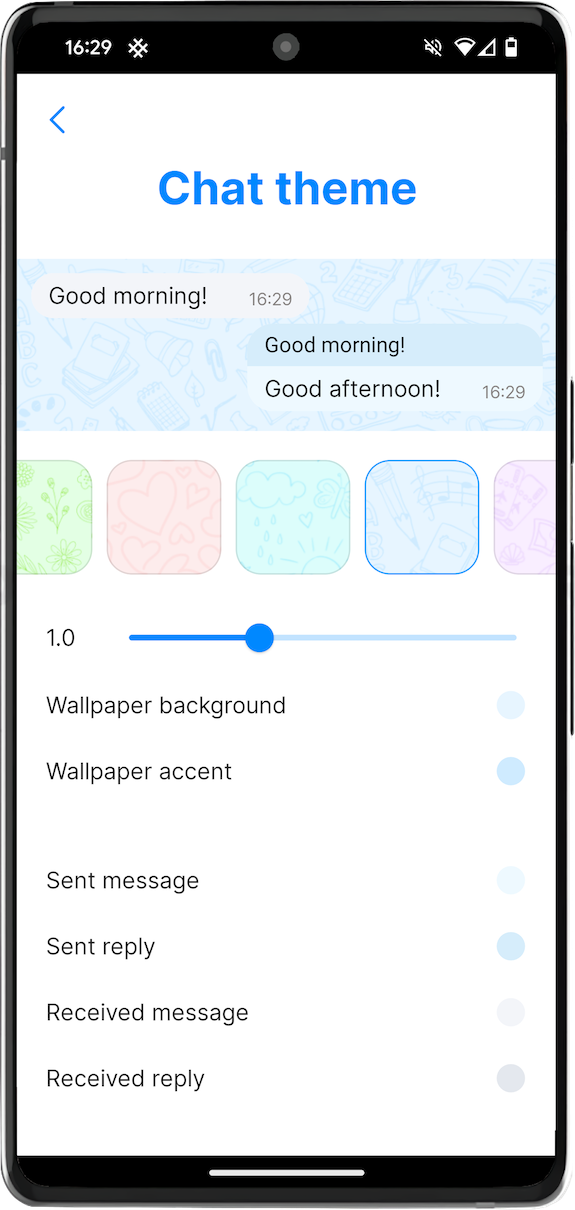 16:29
Chat theme
Good morning!
16:29
Good morning!
Good afternoon!
16:29
1.0
Wallpaper background
Wallpaper accent
Sent message
Sent reply
Received message
Received reply